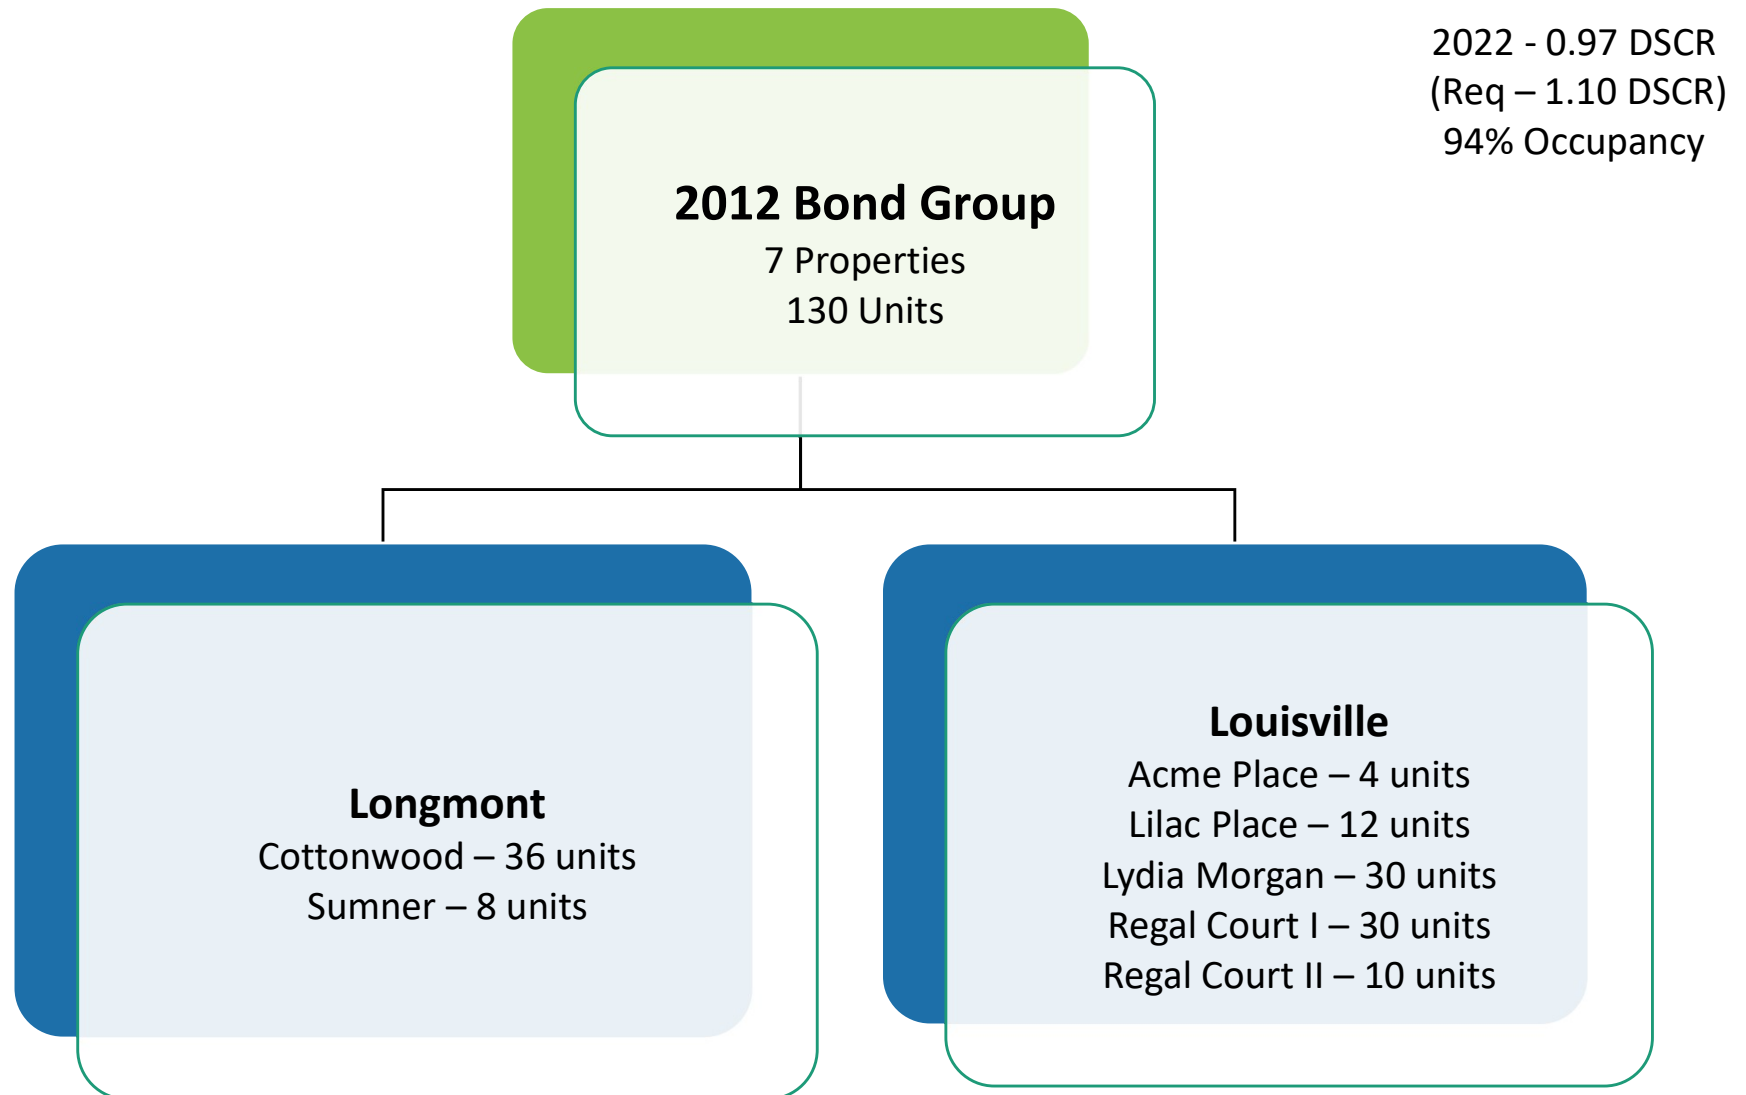 2022 - 0.97 DSCR
(Req – 1.10 DSCR)
94% Occupancy
2012 Bond Group
7 Properties
130 Units
Longmont
Cottonwood – 36 units
Sumner – 8 units
Louisville
Acme Place – 4 units
Lilac Place – 12 units
Lydia Morgan – 30 units
Regal Court I – 30 units
Regal Court II – 10 units